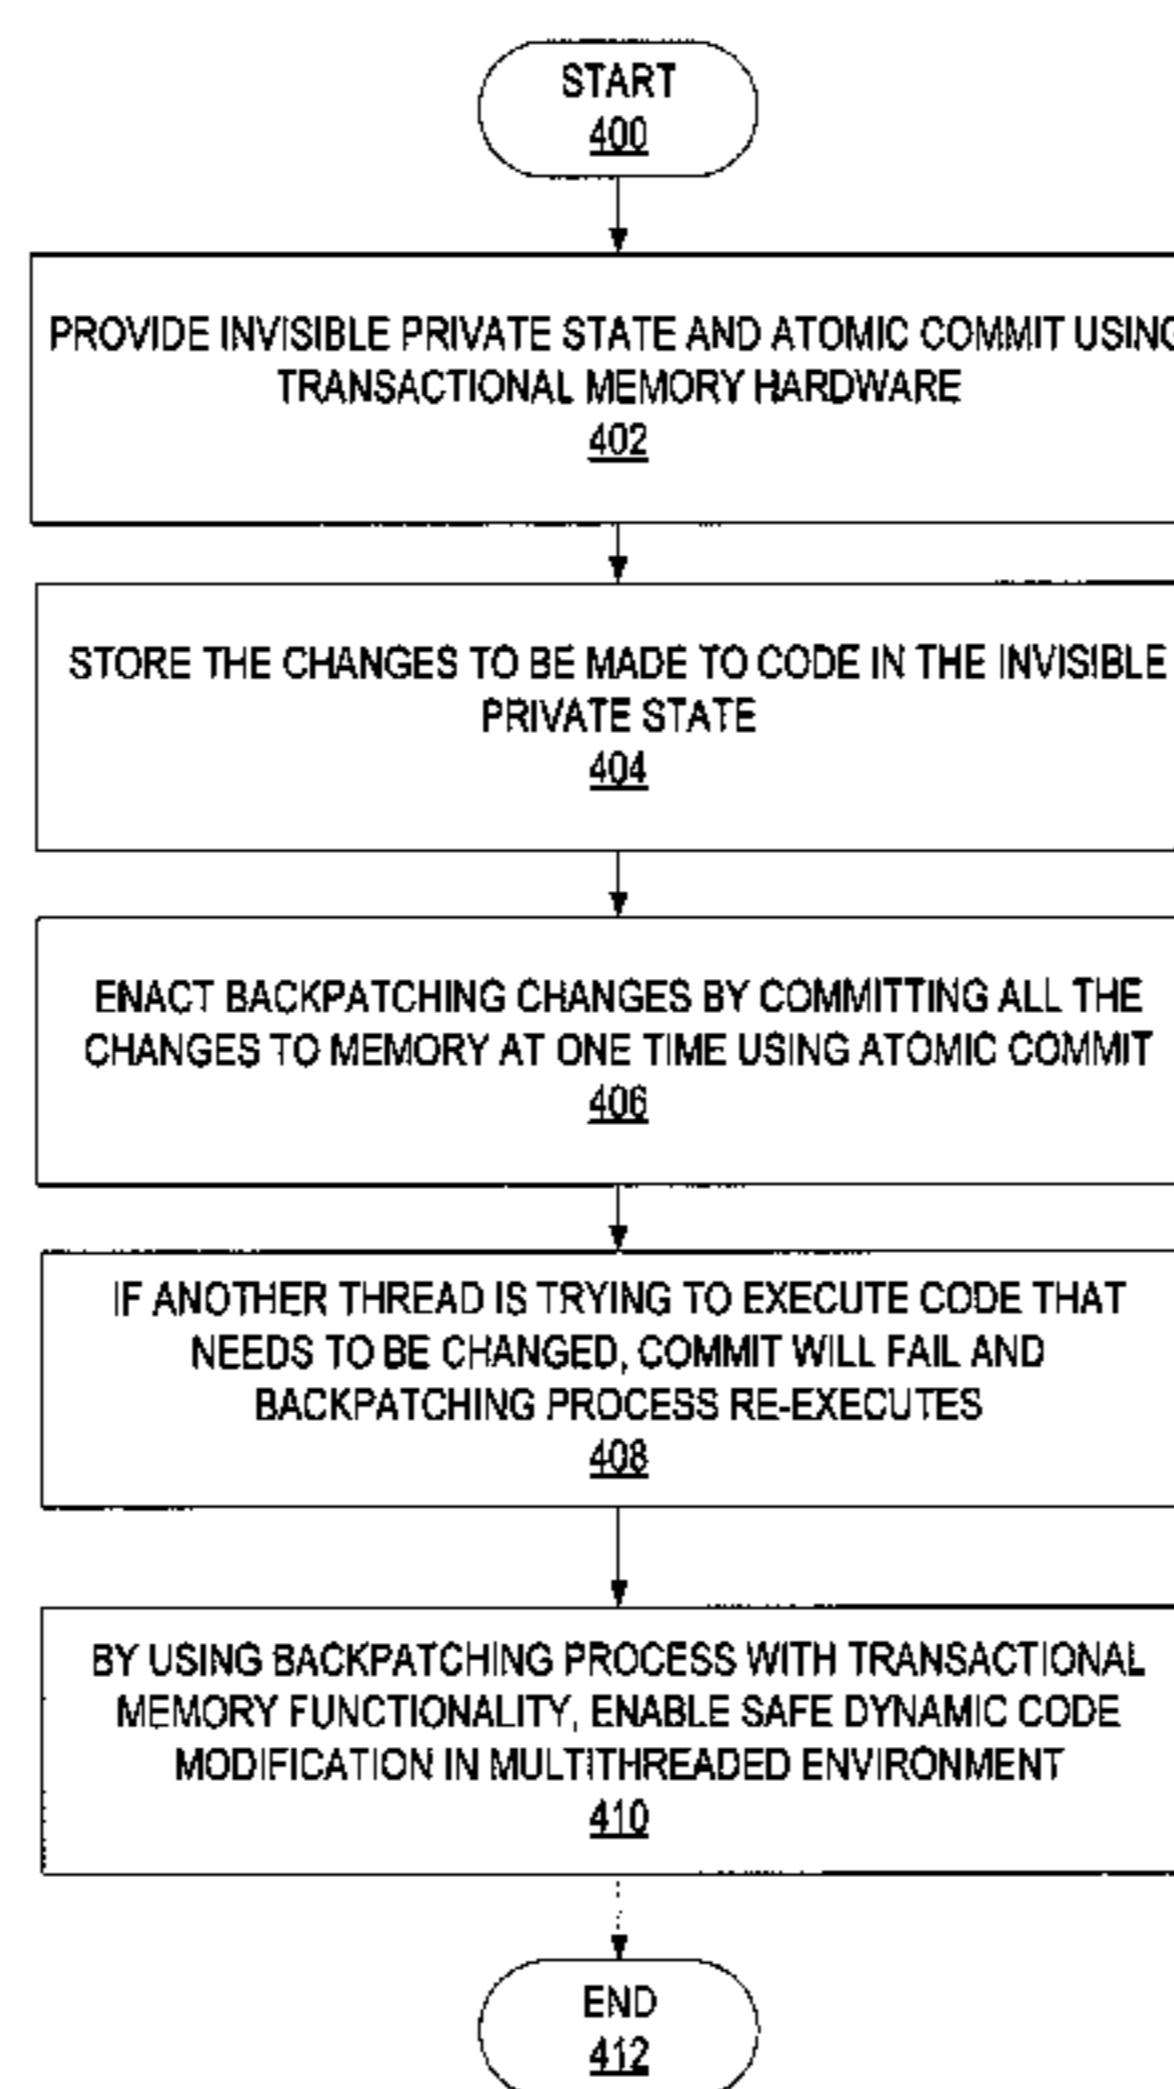 START
400
PROVIDE INVISIBLE PRIVATE STATE AND ATOMIC COMMIT USING
TRANSACTIONAL MEMORY HARDWARE
402
STORE THE CHANGES TO BE MADE TO CODE IN THE INVISIBLE
PRIVATE STATE
404
ENACT BACKPATCHING CHANGES BY COMMITTING ALL THE
CHANGES TO MEMORY AT ONE TIME USING ATOMIC COMMIT
406
IF ANOTHER THREAD IS TRYING TO EXECUTE CODE THAT
NEEDS TO BE CHANGED, COMMIT WILL FAIL AND
BACKPATCHING PROCESS RE-EXECUTES
408
BY USING BACKPATCHING PROCESS WITH TRANSACTIONAL
MEMORY FUNCTIONALITY, ENABLE SAFE DYNAMIC CODE
MODIFICATION IN MULTITHREADED ENVIRONMENT
410
END
412